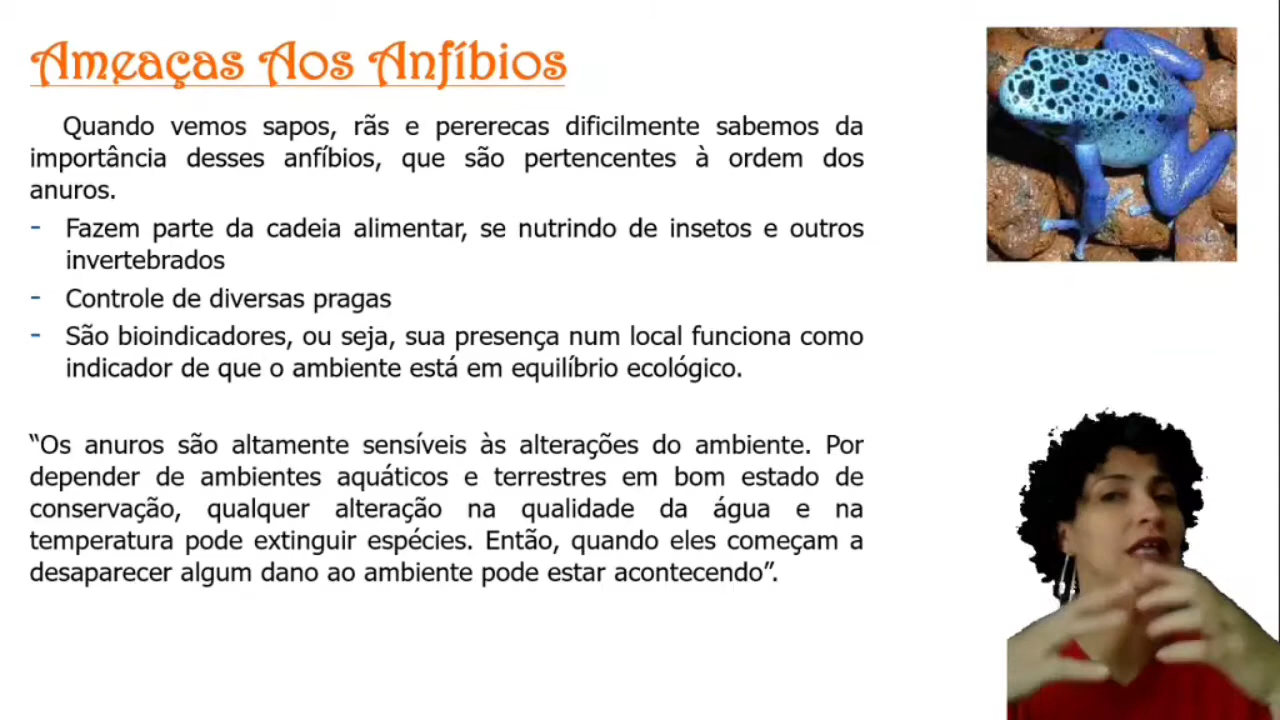 Ameaças Aos Anfíbios
Quando vemos sapos, rãs e pererecas dificilmente sabemos da
importância desses anfíbios, que são pertencentes à ordem dos
anuros.
- Fazem parte da cadeia alimentar, se nutrindo de insetos e outros
invertebrados
- Controle de diversas pragas
- São bioindicadores, ou seja, sua presença num local funciona como
indicador de que o ambiente está em equilíbrio ecológico.
“Os anuros são altamente sensíveis às alterações do ambiente. Por
depender de ambientes aquáticos e terrestres em bom estado de
conservação, qualquer alteração na qualidade da água e na
temperatura pode extinguir espécies. Então, quando eles começam a
desaparecer algum dano ao ambiente pode estar acontecendo”.